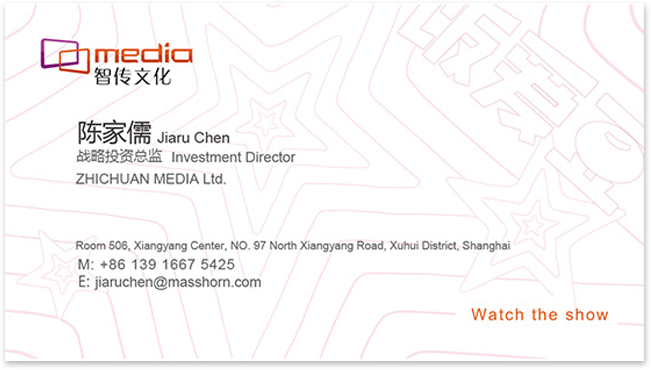 media
智传文化
陈家儒 Jiaru Chen
战略投资总监 Investment Director
ZHICHUAN MEDIA Ltd.
Room 506, Xiangyang Center, NO. 97 North Xiangyang Road, Xuhui District, Shanghai
M: +86 139 1667 5425
E: jiaruchen@masshorn.com
Watch the show